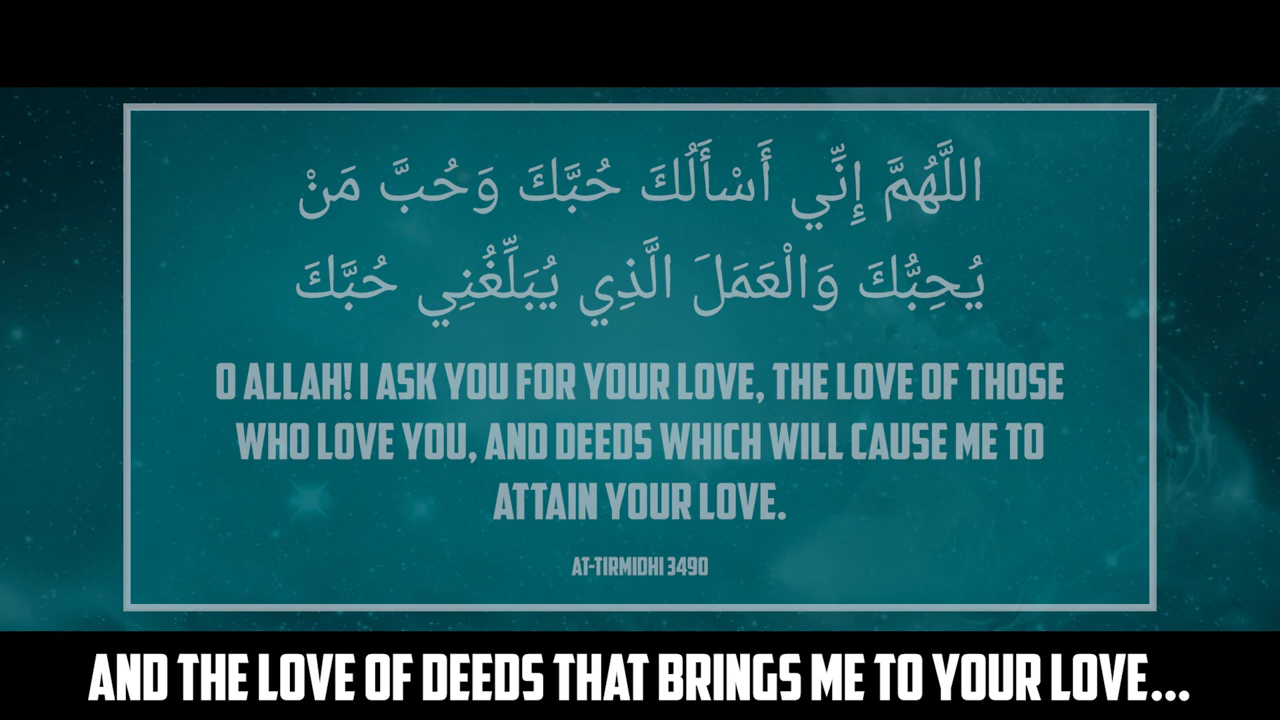 اللَّهُمَّ إِنِّي أَسْأَلُكَ حُبَّكَ وَحُبَّ مَنْ
يُحِبُّكَ وَالْعَمَلَ الَّذِي يُبَلِّغُنِي حُبَّكَ
O ALLAH! I ASK YOU FOR YOUR LOVE, THE LOVE OF THOSE
WHO LOVE YOU, AND DEEDS WHICH WILL CAUSE ME TO
ATTAIN YOUR LOVE.
AT-TIRMIDHI 3490
AND THE LOVE OF DEEDS THAT BRINGS ME TO YOUR LOVE...